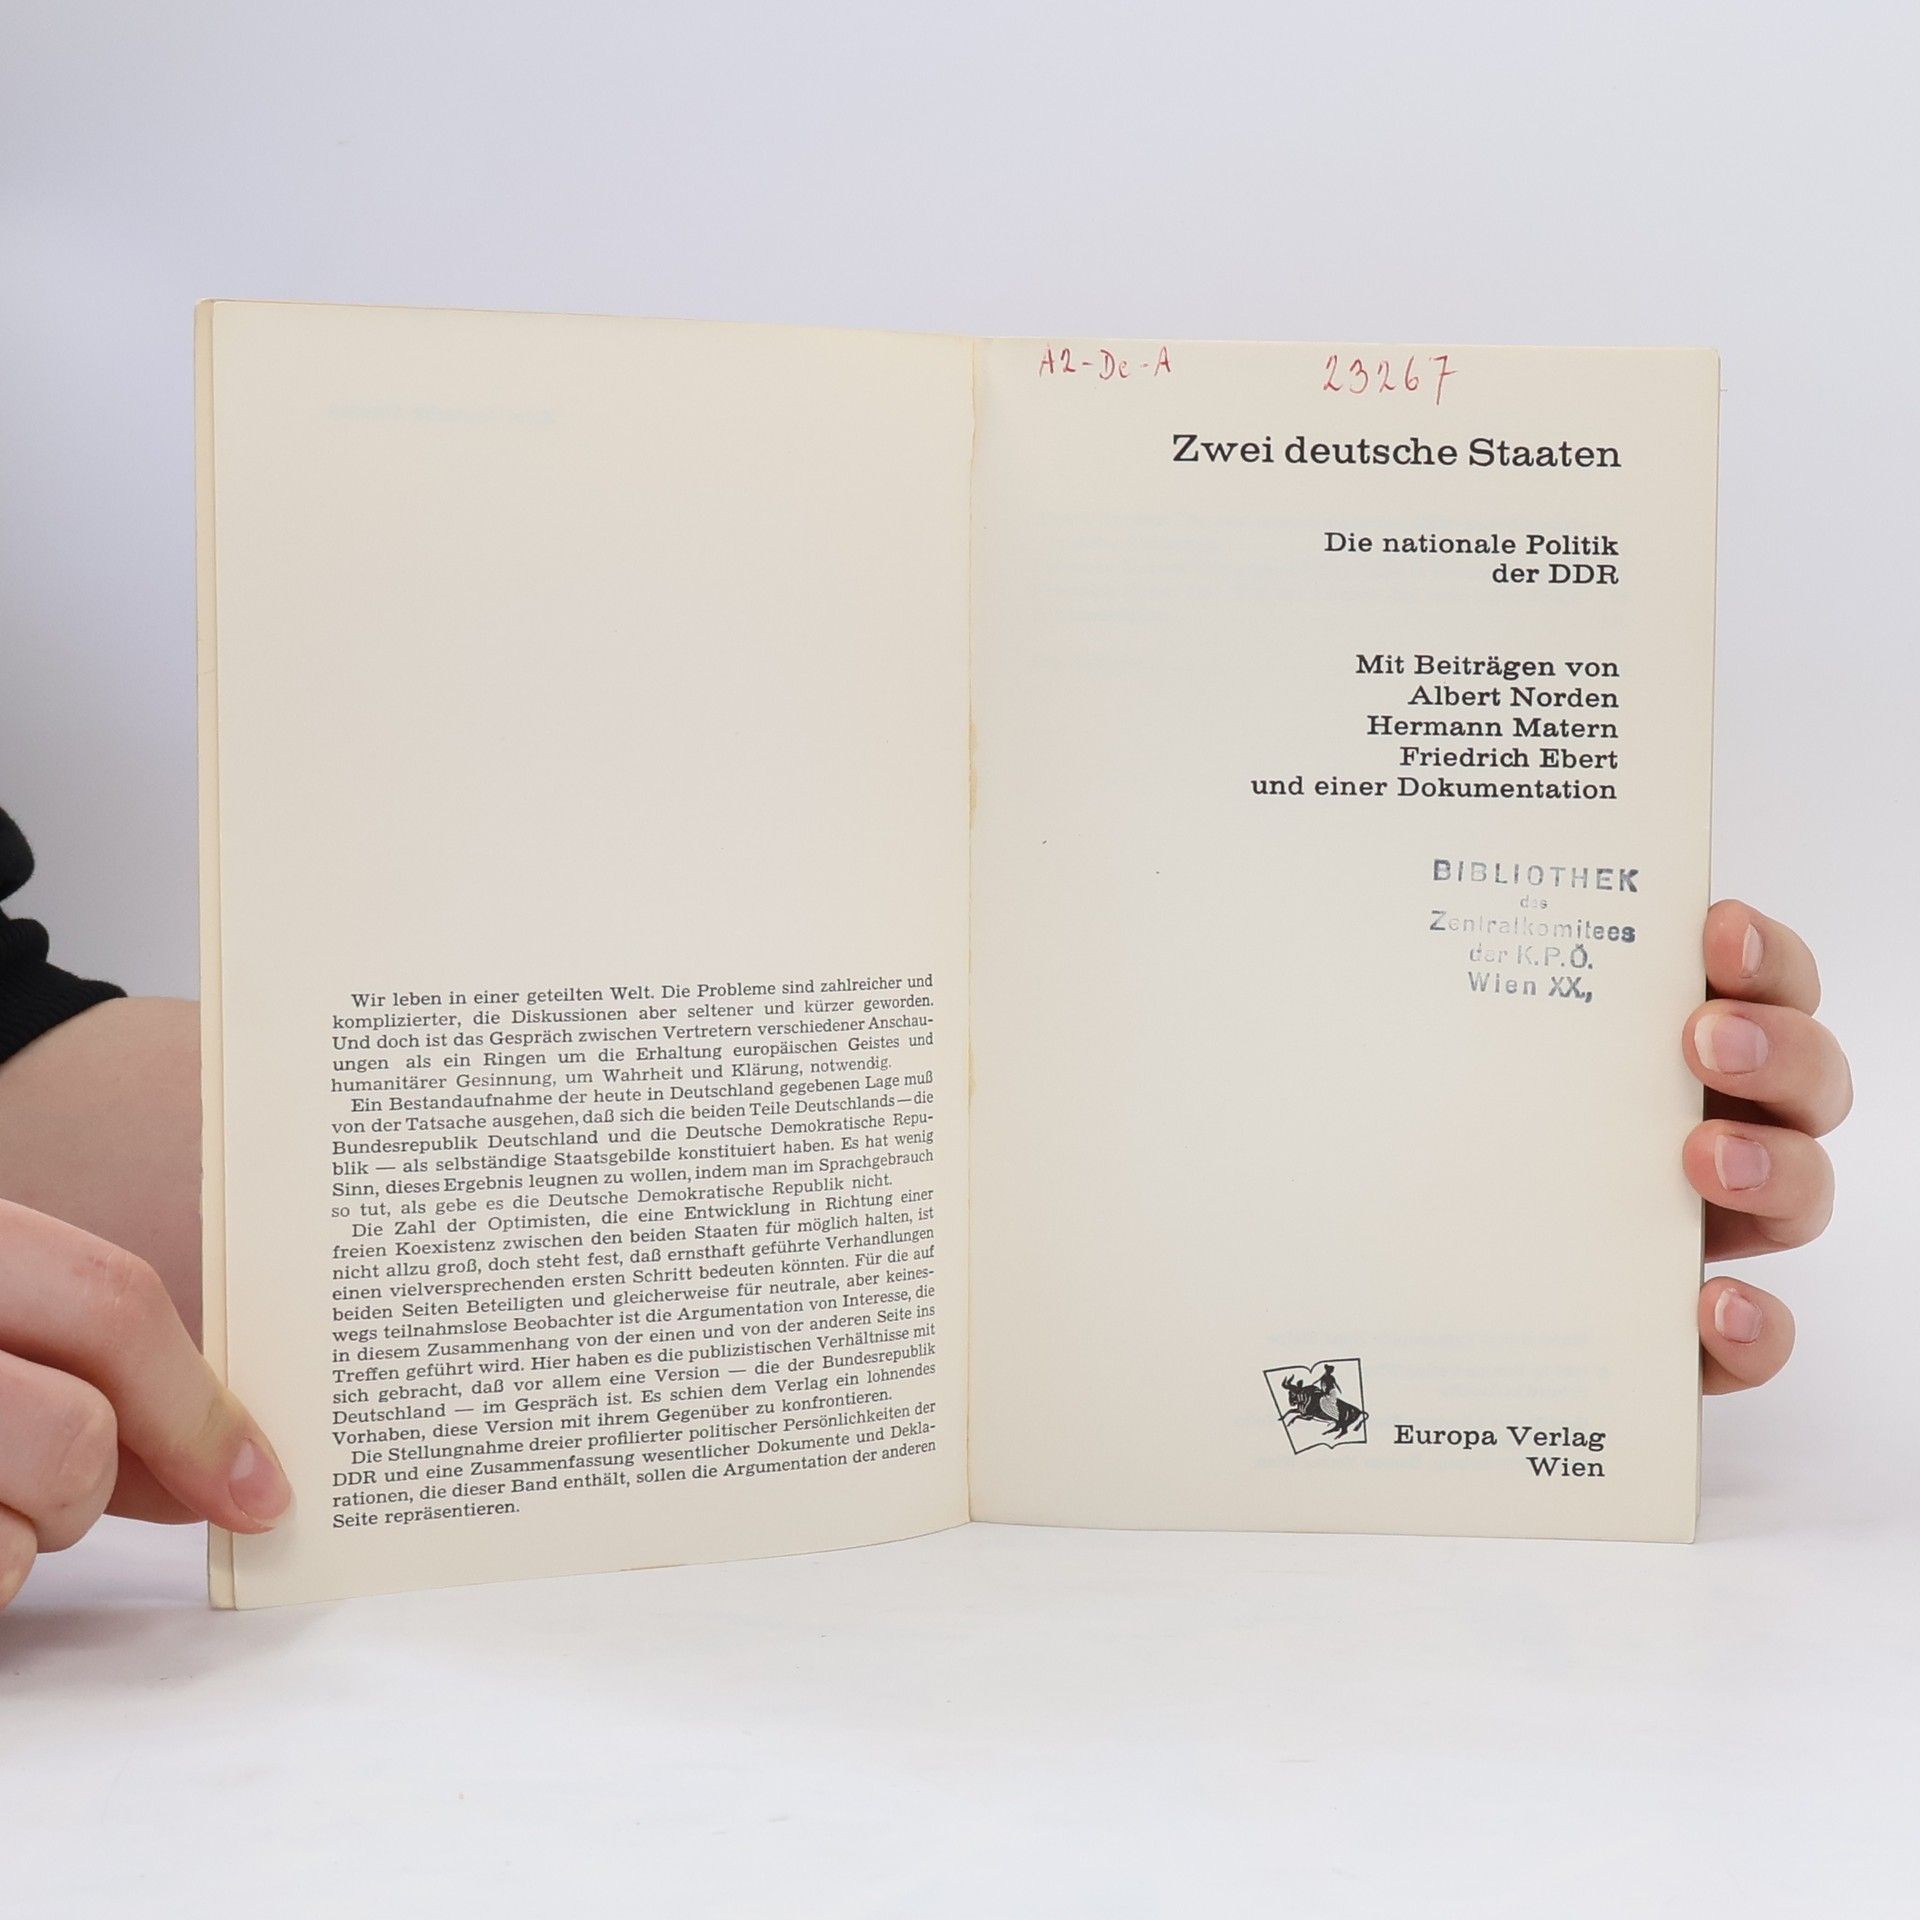 Wir leben in einer geteilten Welt. Die Probleme sind zahlreicher und
komplizierter, die Diskussionen aber seltener und kürzer geworden.
Und doch ist das Gespräch zwischen Vertretern verschiedener Anschau-
ungen als ein Ringen um die Erhaltung europäischen Geistes und
humanitärer Gesinnung, um Wahrheit und Klärung, notwendig.
Ein Bestandaufnahme der heute in Deutschland gegebenen Lage muß
von der Tatsache ausgehen, daß sich die beiden Teile Deutschlands — die
Bundesrepublik Deutschland und die Deutsche Demokratische Repu-
blik — als selbständige Staatsgebilde konstituiert haben. Es hat wenig
Sinn, dieses Ergebnis leugnen zu wollen, indem man im Sprachgebrauch
so tut, als gebe es die Deutsche Demokratische Republik nicht.
Die Zahl der Optimisten, die eine Entwicklung in Richtung einer
freien Koexistenz zwischen den beiden Staaten für möglich halten, ist
nicht allzu groß, doch steht fest, daß ernsthaft geführte Verhandlungen
einen vielversprechenden ersten Schritt bedeuten könnten. Für die auf
beiden Seiten Beteiligten und gleicherweise für neutrale, aber keines-
wegs teilnahmslose Beobachter ist die Argumentation von Interesse, die
in diesem Zusammenhang von der einen und von der anderen Seite ins
Treffen geführt wird. Hier haben es die publizistischen Verhältnisse mit
sich gebracht, daß vor allem eine Version — die der Bundesrepublik
Deutschland — im Gespräch ist. Es schien dem Verlag ein lohnendes
Vorhaben, diese Version mit ihrem Gegenüber zu konfrontieren.
Die Stellungnahme dreier profilierter politischer Persönlichkeiten der
DDR und eine Zusammenfassung wesentlicher Dokumente und Dekla-
rationen, die dieser Band enthält, sollen die Argumentation der anderen
Seite repräsentieren.
A2-De-A 23267
Zwei deutsche Staaten
Die nationale Politik
der DDR
Mit Beiträgen von
Albert Norden
Hermann Matern
Friedrich Ebert
und einer Dokumentation
BIBLIOTHEK
des
Zentralkomitees
der K.P.Ö.
Wien XX.,
Europa Verlag
Wien